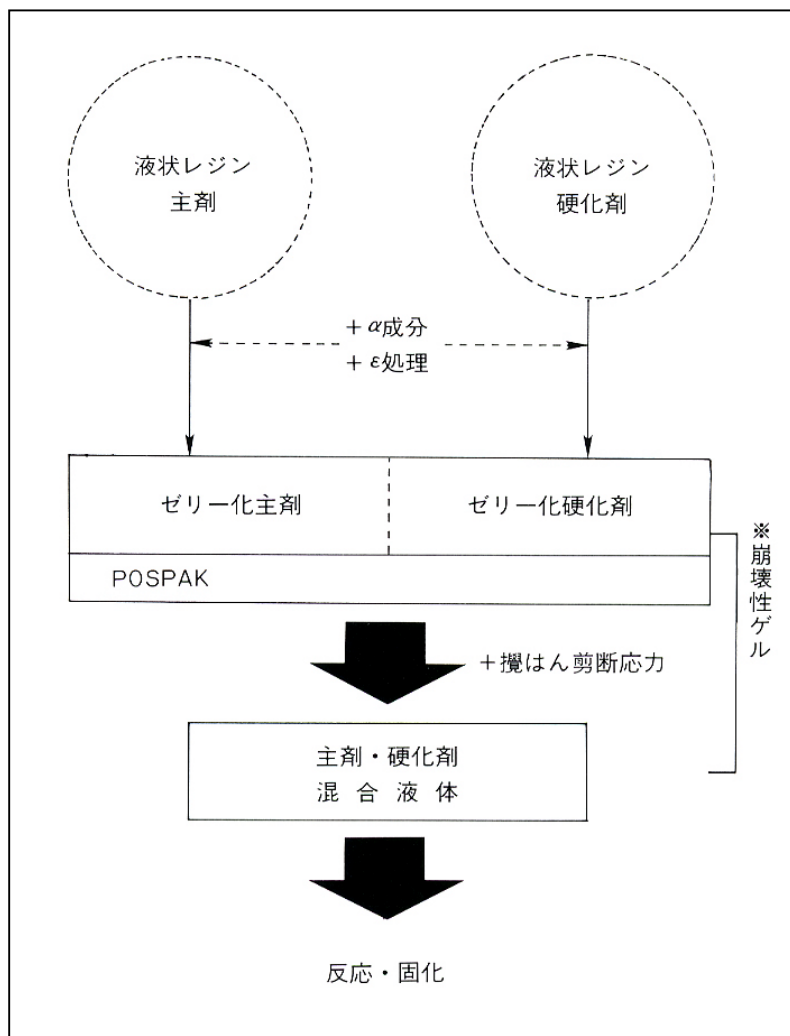 液状レジン
主剤
液状レジン
硬化剤
+α成分
+ε処理
ゼリー化主剤
ゼリー化硬化剤
POSPAK
※崩壊性ゲル
+攪はん剪断応力
主剤・硬化剤
混合液体
反応・固化